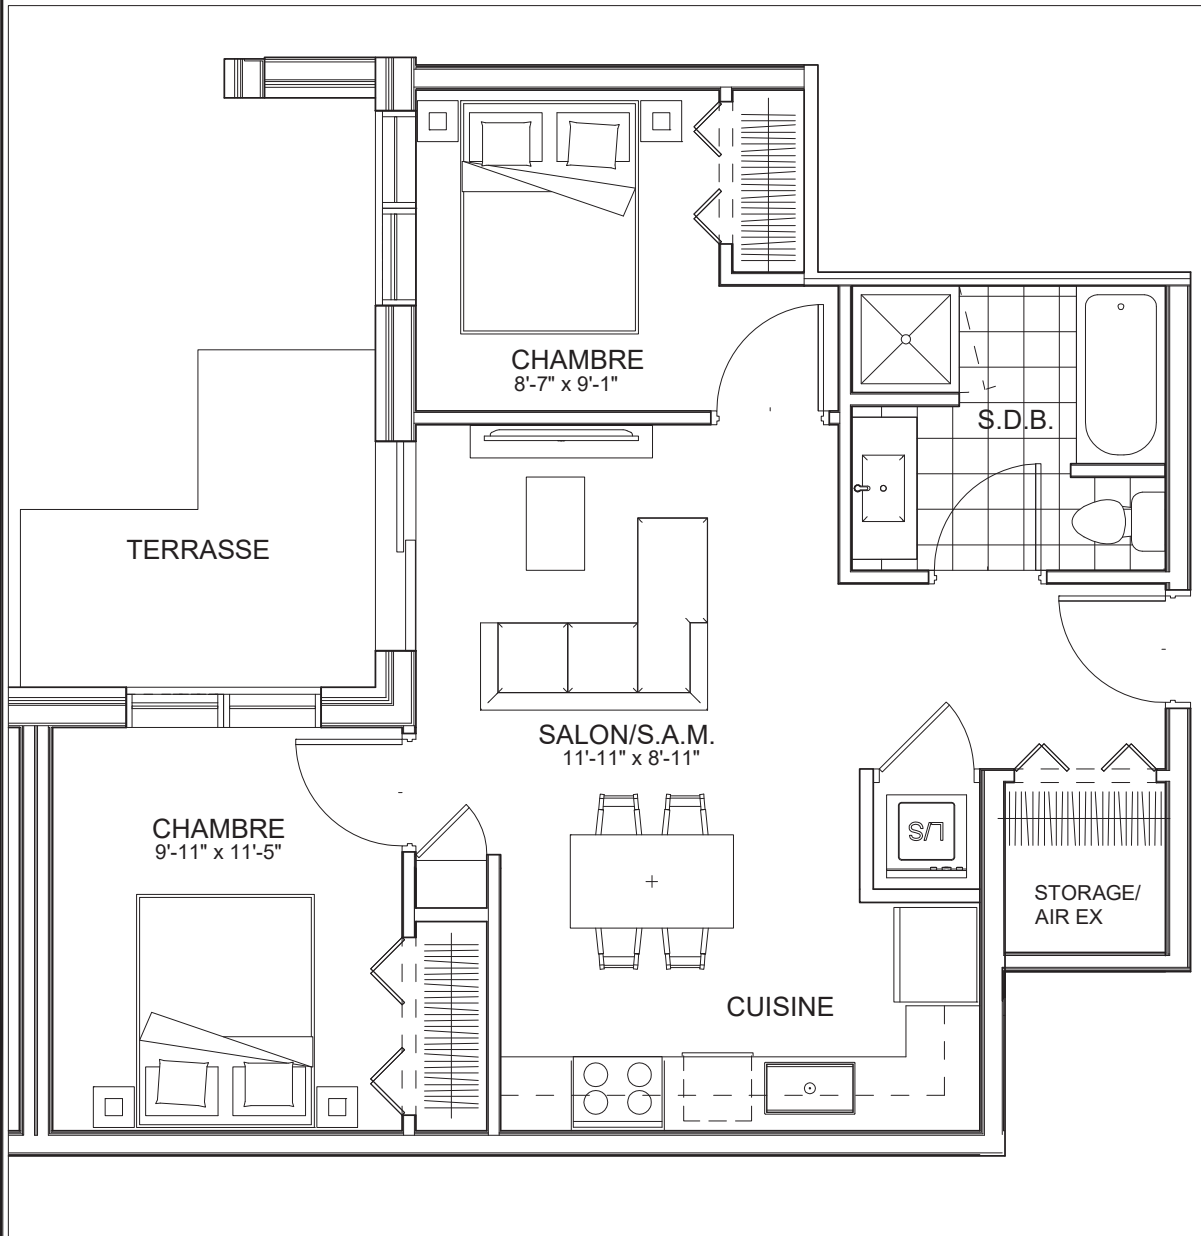 CHAMBRE
8'-7" x 9'-1"
S.D.B.
TERRASSE
SALON/S.A.M.
11'-11" x 8'-11"
CHAMBRE
9'-11" x 11'-5"
L/S
STORAGE/
AIR EX
CUISINE